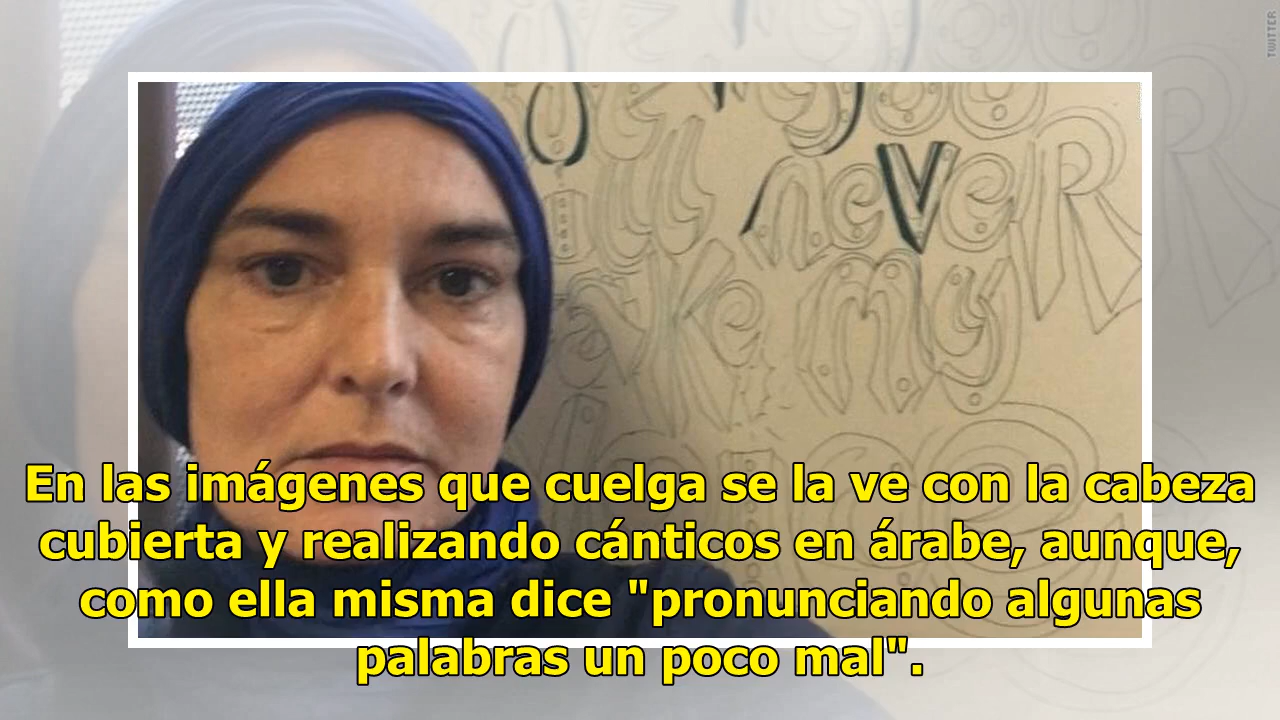 TWITTER
neveR
my
En las imágenes que cuelga se la ve con la cabeza
cubierta y realizando cánticos en árabe, aunque,
como ella misma dice "pronunciando algunas
palabras un poco mal".